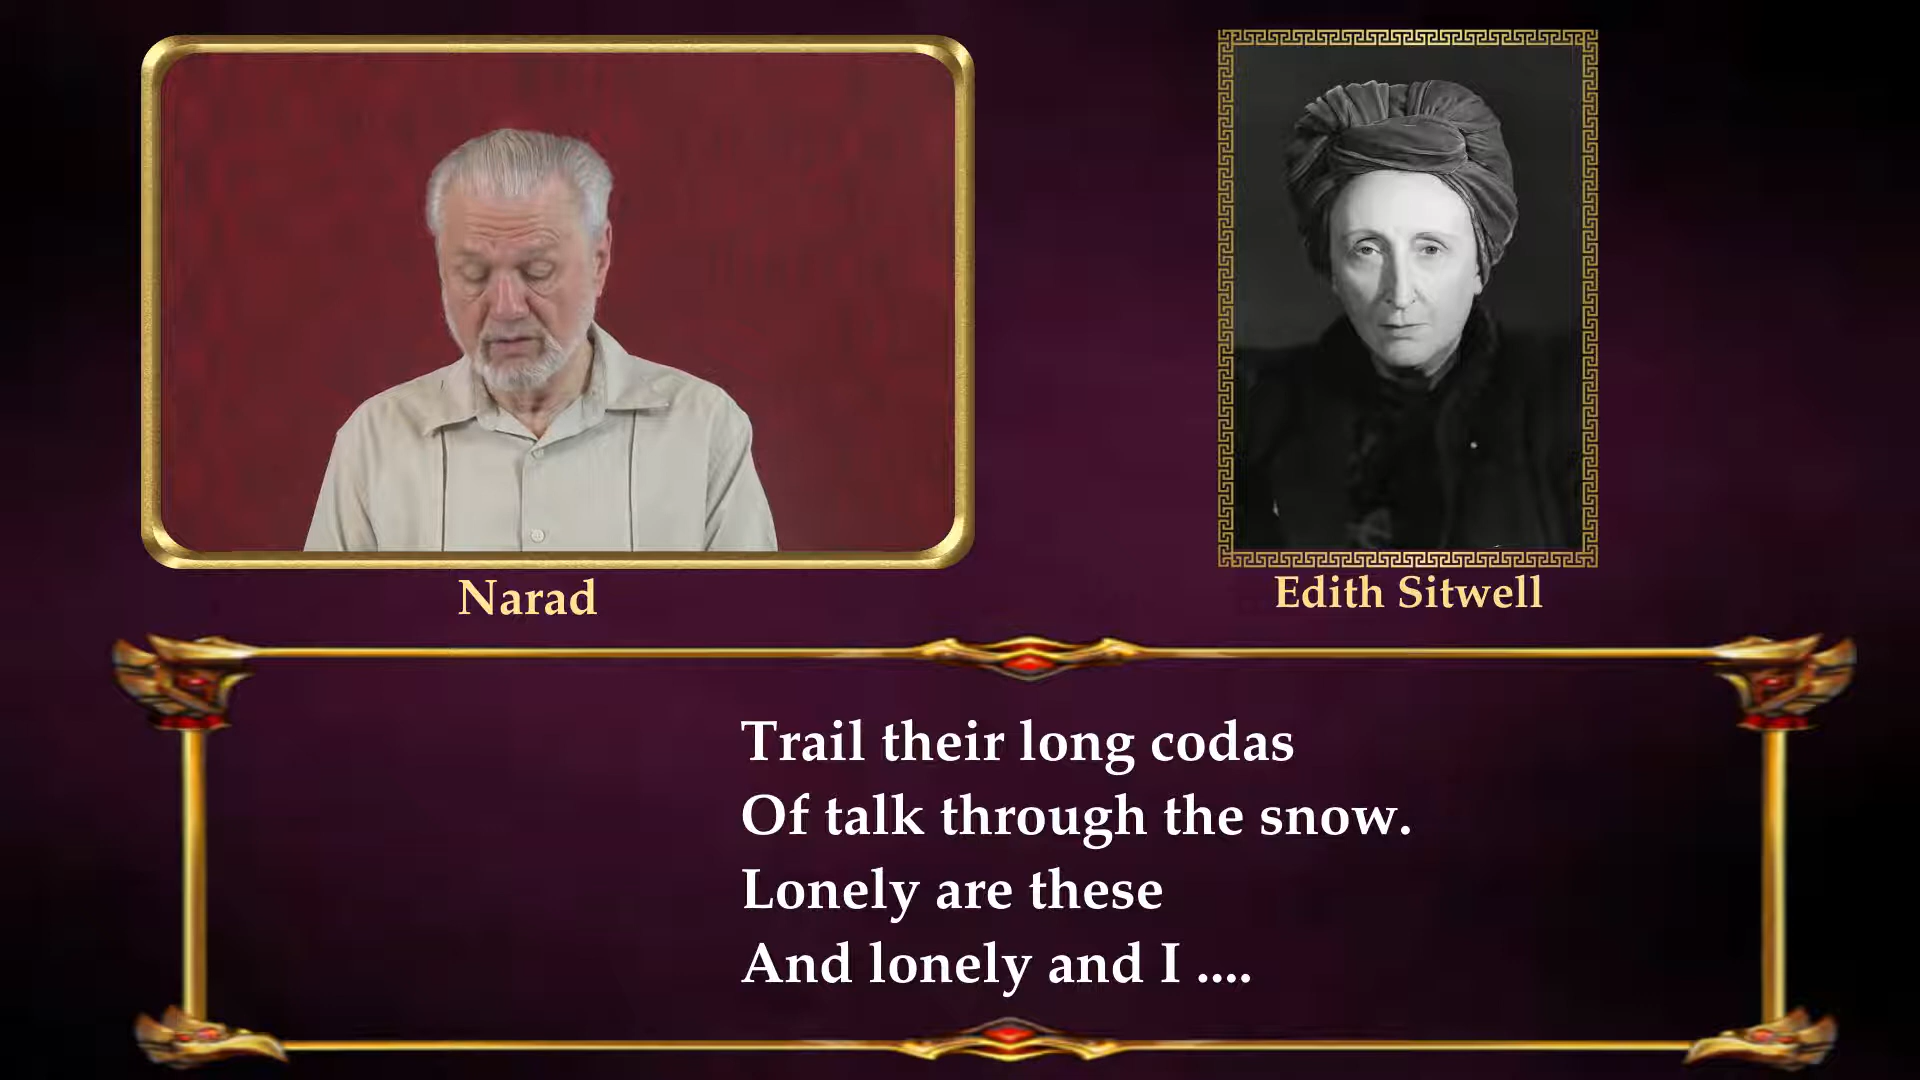 Narad
Edith Sitwell
Trail their long codas
Of talk through the snow.
Lonely are these
And lonely and I ....